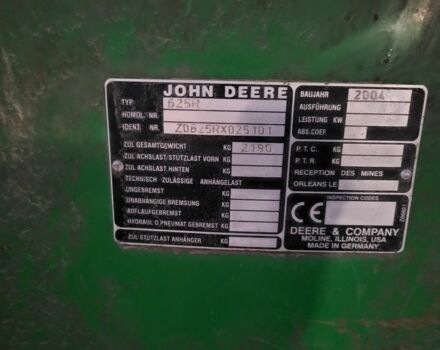 JOHN DEERE
TYP 625R
HOMOL. NR.
IDENT. NR. Z0625RX025101
ZUL GESAMTGEWICHT KG 2190
ZUL ACHSLAST/STÜTZLAST VORN KG
ZUL ACHSLAST HINTEN KG
TECHNISCH ZULÄSSIGE ANHÄNGELAST
UNGEBREMST KG
UNABHÄNGIGE BREMSUNG KG
AUFLAUFGEBREMST KG
HYDRAUL O PNEUMAT GEBREMST KG
ZUL STÜTZLAST ANHÄNGER KG
BAUJAHR 2004
AUSFÜHRUNG
LEISTUNG KW
ABS.COEF.
P.T.C. KG
P.T.R. KG
RECEPTION DES MINES
ORLEANS LE
INSPECTION CODES
CE
DEERE & COMPANY
MOLINE, ILLINOIS, USA
MADE IN GERMANY